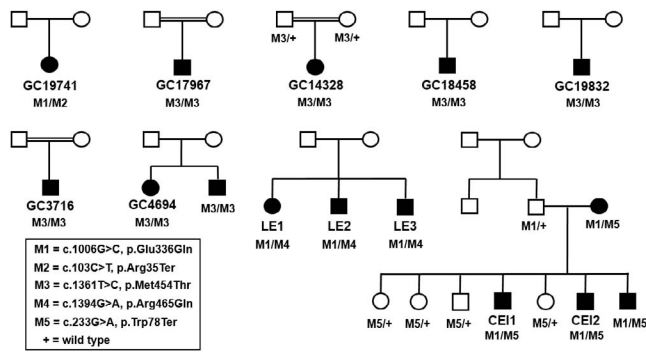 M3/+ M3/+
GC19741 GC17967 GC14328 GC18458 GC19832
M1/M2 M3/M3 M3/M3 M3/M3 M3/M3
GC3716 GC4694 M3/M3 LE1 LE2 LE3 M1/+ M1/M5
M3/M3 M3/M3 M1/M4 M1/M4 M1/M4
M1 = c.1006G>C, p.Glu336Gln
M2 = c.103C>T, p.Arg35Ter
M3 = c.1361T>C, p.Met454Thr
M4 = c.1394G>A, p.Arg465Gln
M5 = c.233G>A, p.Trp78Ter
+ = wild type
M5/+ M5/+ M5/+ CEI1 M5/+ CEI2 M1/M5
M1/M5 M1/M5